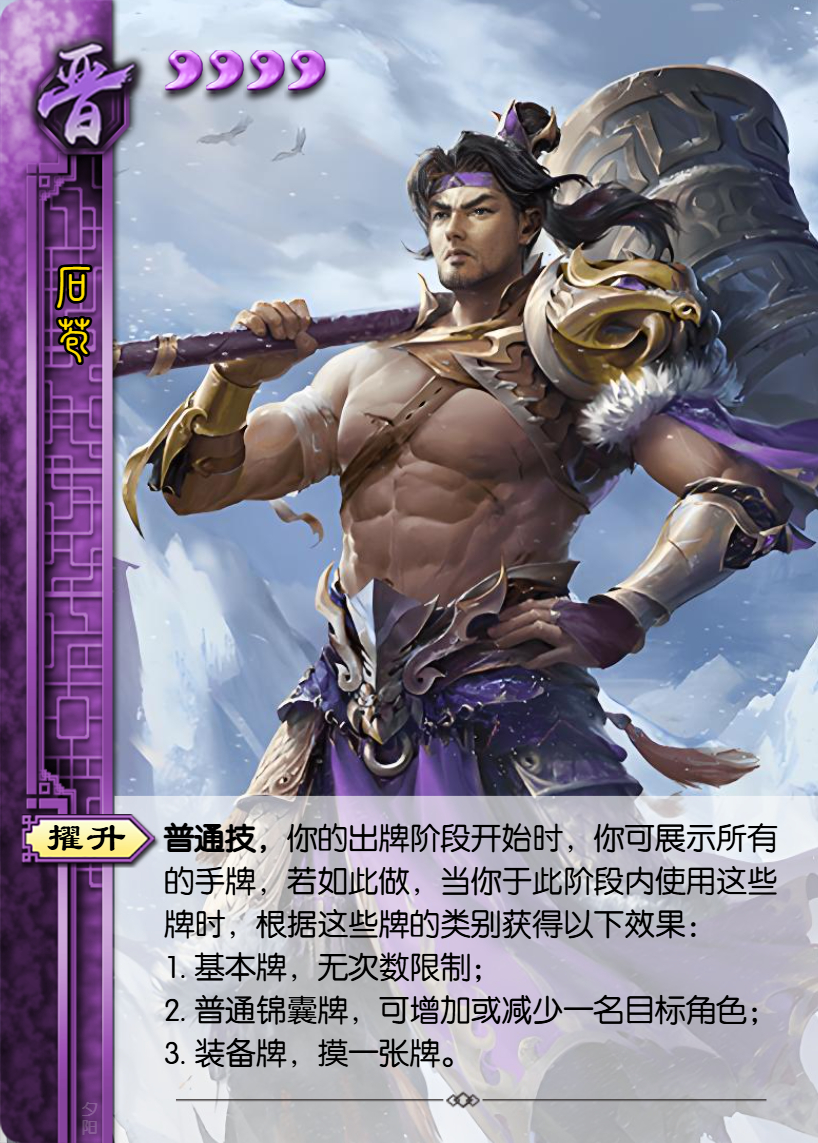 晋
石苞
擢升
普通技，你的出牌阶段开始时，你可展示所有
的手牌，若如此做，当你于此阶段内使用这些
牌时，根据这些牌的类别获得以下效果：
1. 基本牌，无次数限制；
2. 普通锦囊牌，可增加或减少一名目标角色；
3. 装备牌，摸一张牌。
夕阳